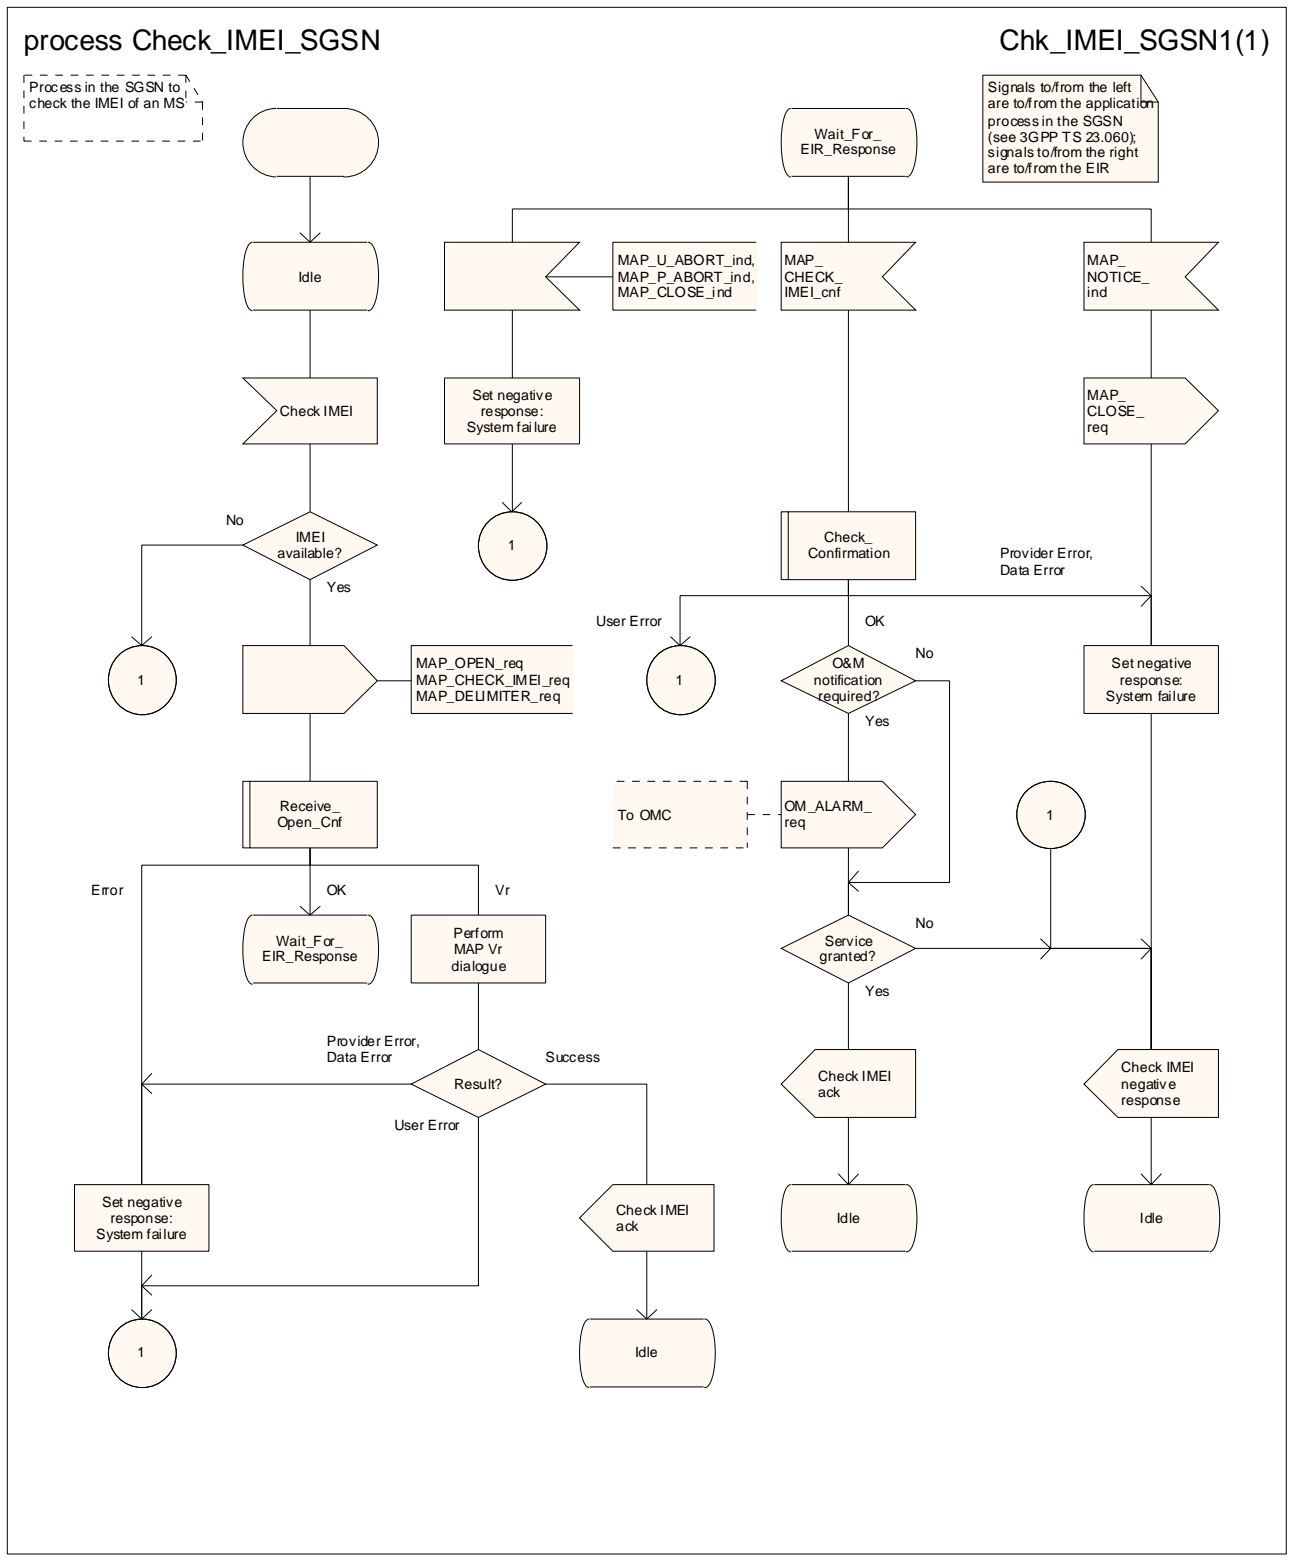 process Check_IMEI_SGSN
Chk_IMEI_SGSN1(1)
Process in the SGSN to
check the IMEI of an MS
Signals to/from the left
are to/from the application
process in the SGSN
(see 3GPP TS 23.060);
signals to/from the right
are to/from the EIR
Wait_For_
EIR_Response
Idle
MAP_U_ABORT_ind,
MAP_P_ABORT_ind,
MAP_CLOSE_ind
MAP_
CHECK_
IMEI_cnf
MAP_
NOTICE_
ind
Check IMEI
Set negative
response:
System failure
MAP_
CLOSE_
req
No
IMEI
available?
Yes
1
Check_
Confirmation
Provider Error,
Data Error
User Error
OK
1
MAP_OPEN_req
MAP_CHECK_IMEI_req
MAP_DELIMITER_req
1
O&M
notification
required?
No
Yes
Set negative
response:
System failure
Receive_
Open_Cnf
To OMC
OM_ALARM_
req
1
Error
OK
Vr
Wait_For_
EIR_Response
Perform
MAP Vr
dialogue
Service
granted?
No
Yes
Provider Error,
Data Error
Success
Result?
User Error
Check IMEI
ack
Check IMEI
negative
response
Set negative
response:
System failure
Check IMEI
ack
Idle
Idle
1
Idle